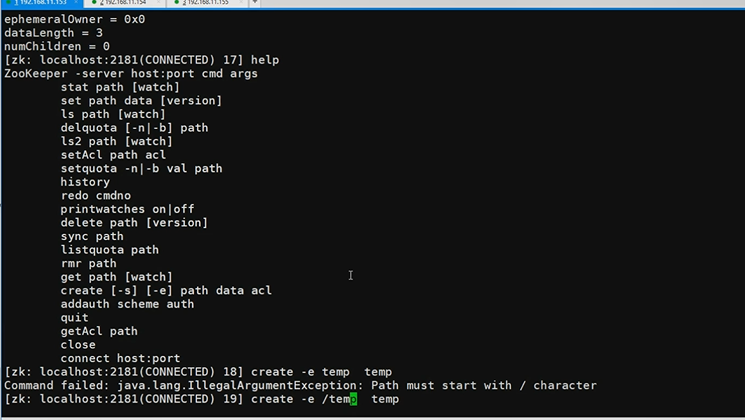 1 192.168.11.153 × 2 192.168.11.154 × 3 192.168.11.155 × +
ephemeralOwner = 0x0
dataLength = 3
numChildren = 0
[zk: localhost:2181(CONNECTED) 17] help
ZooKeeper -server host:port cmd args
stat path [watch]
set path data [version]
ls path [watch]
delquota [-n|-b] path
ls2 path [watch]
setAcl path acl
setquota -n|-b val path
history
redo cmdno
printwatches on|off
delete path [version]
sync path
listquota path
rmr path
get path [watch]
create [-s] [-e] path data acl
addauth scheme auth
quit
getAcl path
close
connect host:port
[zk: localhost:2181(CONNECTED) 18] create -e temp  temp
Command failed: java.lang.IllegalArgumentException: Path must start with / character
[zk: localhost:2181(CONNECTED) 19] create -e /temp  temp